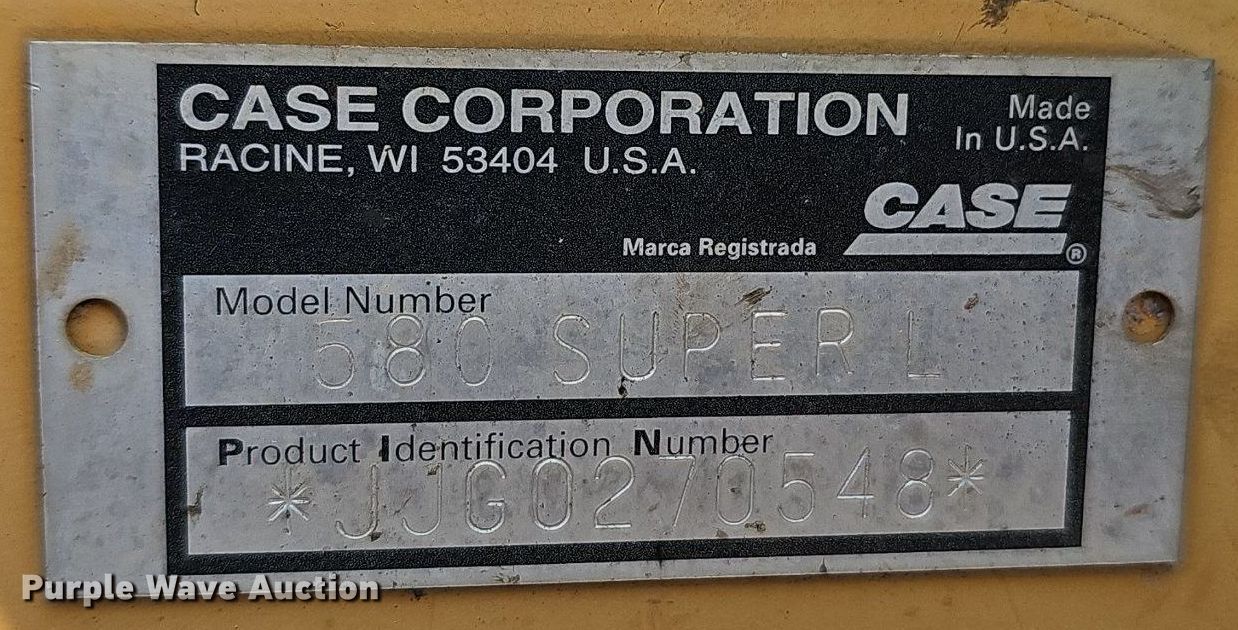 CASE CORPORATION
RACINE, WI 53404 U.S.A.
Made
In U.S.A.
CASE
®
Marca Registrada
Model Number
580 SUPER L
Product Identification Number
*JJG0270548*
Purple Wave Auction